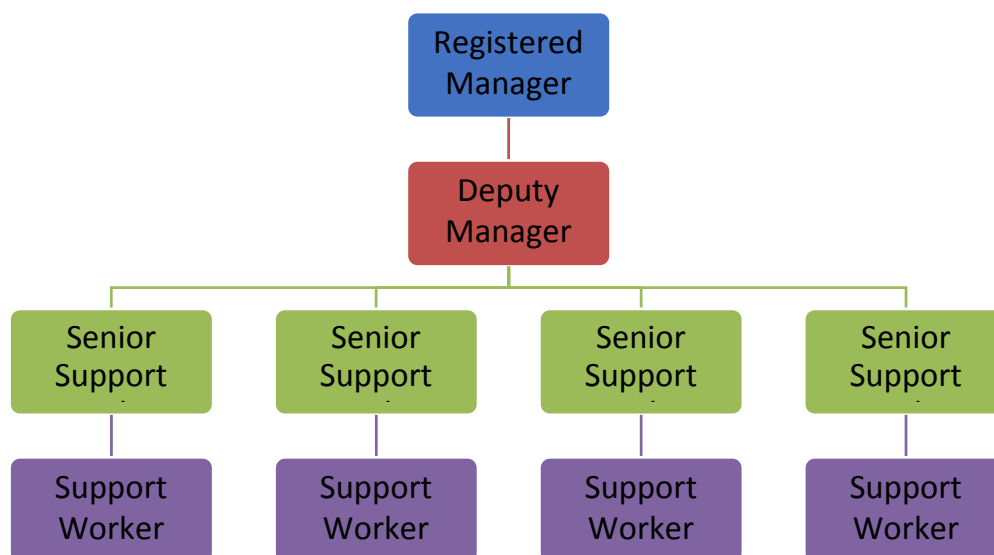 Registered
Manager
Deputy
Manager
Senior
Support
Senior
Support
Senior
Support
Senior
Support
Support
Worker
Support
Worker
Support
Worker
Support
Worker